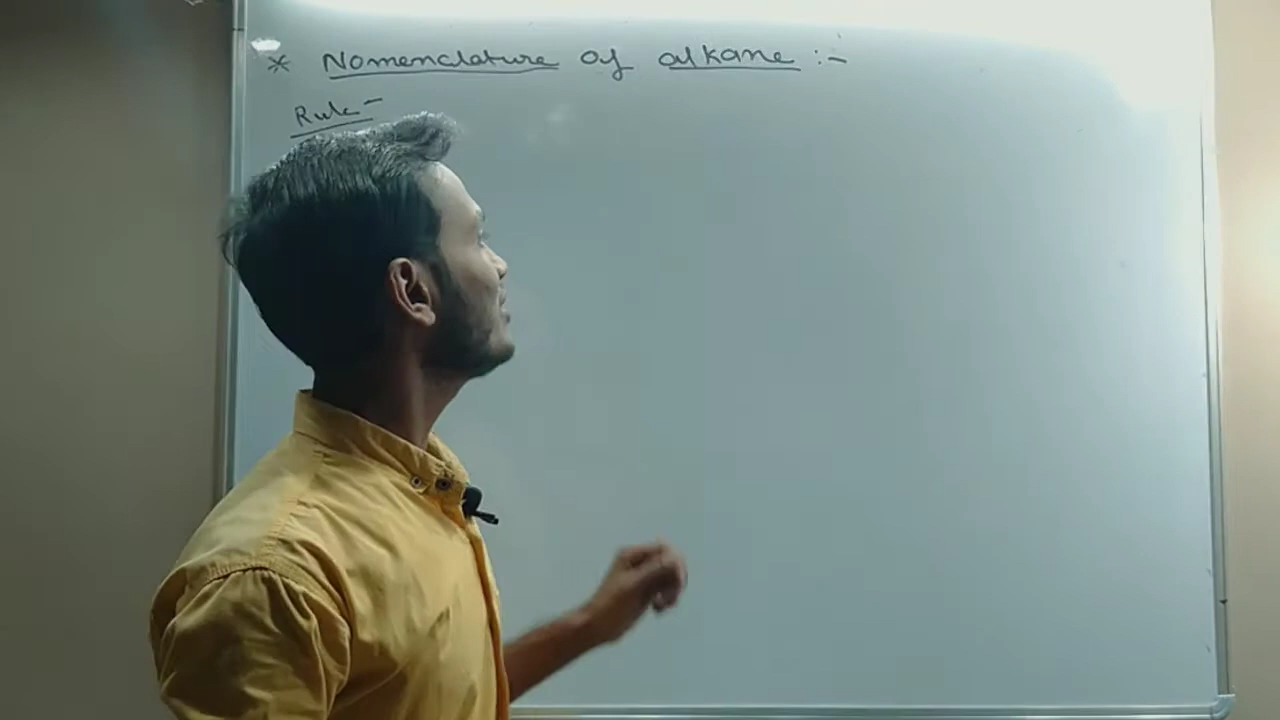 * Nomenclature of alkane :-
Rule -